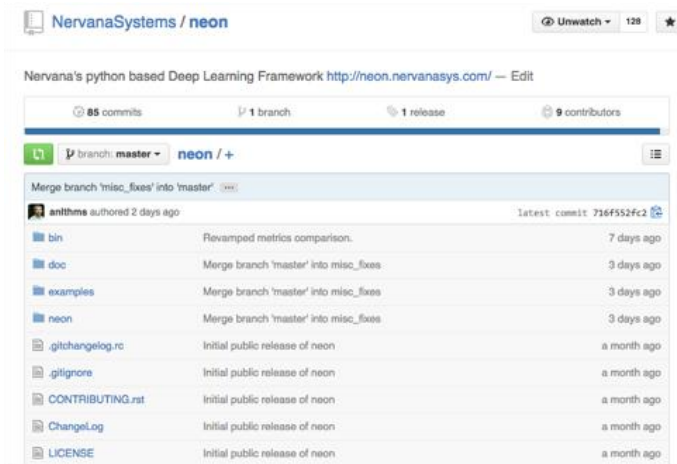 NervanaSystems / neon
Unwatch 128
Nervana's python based Deep Learning Framework http://neon.nervanasys.com/ — Edit
85 commits 1 branch 1 release 9 contributors
branch: master neon / +
Merge branch 'misc_fixes' into 'master' ...
anlthms authored 2 days ago latest commit 716f552fc2
bin Revamped metrics comparison. 7 days ago
doc Merge branch 'master' into misc_fixes 3 days ago
examples Merge branch 'master' into misc_fixes 3 days ago
neon Merge branch 'master' into misc_fixes 3 days ago
.gitchangelog.rc Initial public release of neon a month ago
.gitignore Initial public release of neon a month ago
CONTRIBUTING.rst Initial public release of neon a month ago
ChangeLog Initial public release of neon a month ago
LICENSE Initial public release of neon a month ago